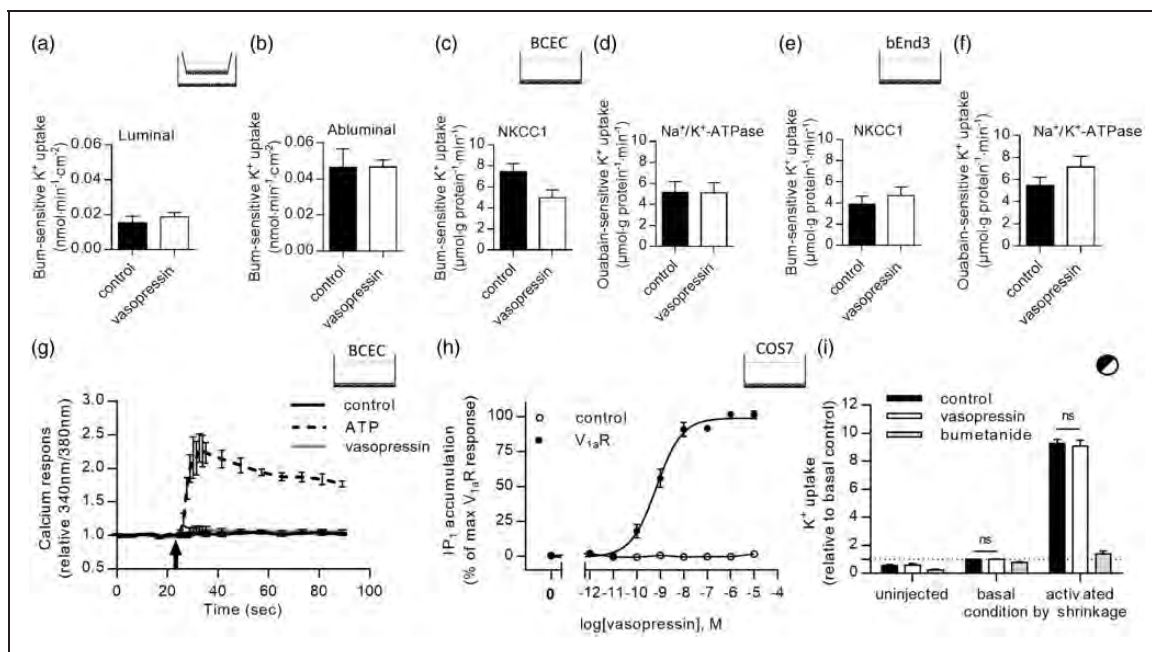 (a)
Bum-sensitive K⁺ uptake
(nmol·min⁻¹·cm⁻²)
0.06
0.04
0.02
0.00
Luminal
control
vasopressin
(b)
Bum-sensitive K⁺ uptake
(nmol·min⁻¹·cm⁻²)
0.06
0.04
0.02
0.00
Abluminal
control
vasopressin
(c)
BCEC
Bum-sensitive K⁺ uptake
(μmol·g protein⁻¹·min⁻¹)
10
8
6
4
2
0
NKCC1
control
vasopressin
(d)
Ouabain-sensitive K⁺ uptake
(μmol·g protein⁻¹·min⁻¹)
10
8
6
4
2
0
Na⁺/K⁺-ATPase
control
vasopressin
(e)
bEnd3
Bum-sensitive K⁺ uptake
(μmol·g protein⁻¹·min⁻¹)
10
8
6
4
2
0
NKCC1
control
vasopressin
(f)
Ouabain-sensitive K⁺ uptake
(μmol·g protein⁻¹·min⁻¹)
10
8
6
4
2
0
Na⁺/K⁺-ATPase
control
vasopressin
(g)
BCEC
Calcium respons
(relative 340nm/380nm)
3.0
2.5
2.0
1.5
1.0
0.5
control
ATP
vasopressin
0 20 40 60 80 100
Time (sec)
(h)
COS7
IP₁ accumulation
(% of max V₁ₐR response)
100
75
50
25
0
control
V₁ₐR
0 -12 -11 -10 -9 -8 -7 -6 -5 -4
log[vasopressin], M
(i)
K⁺ uptake
(relative to basal control)
12
10
8
6
4
2
1
0
control
vasopressin
bumetanide
ns
ns
uninjected basal activated
condition by shrinkage